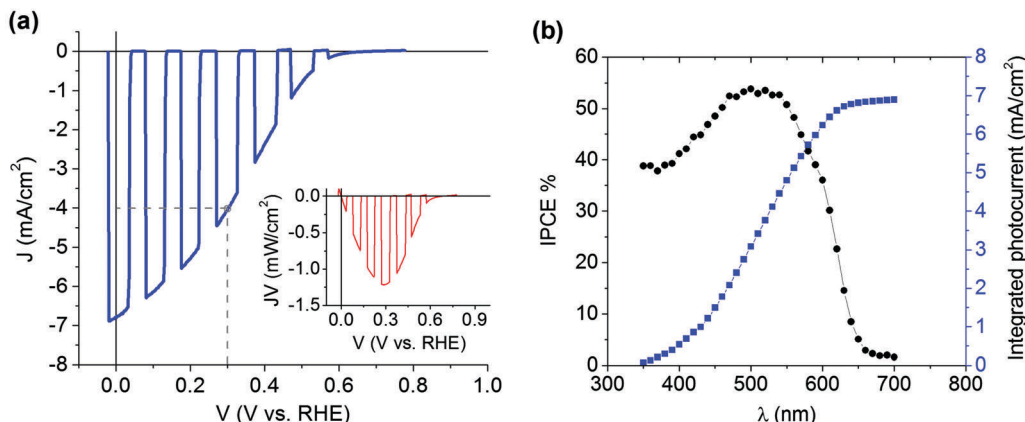 (a)
0
-1
-2
-3
-4
-5
-6
-7
-8
J (mA/cm²)
0.0 0.2 0.4 0.6 0.8 1.0
V (V vs. RHE)
0.0
-0.5
-1.0
-1.5
JV (mW/cm²)
0.0 0.3 0.6 0.9
V (V vs. RHE)
(b)
60
50
40
30
20
10
0
IPCE %
300 400 500 600 700 800
λ (nm)
8
7
6
5
4
3
2
1
0
Integrated photocurrent (mA/cm²)